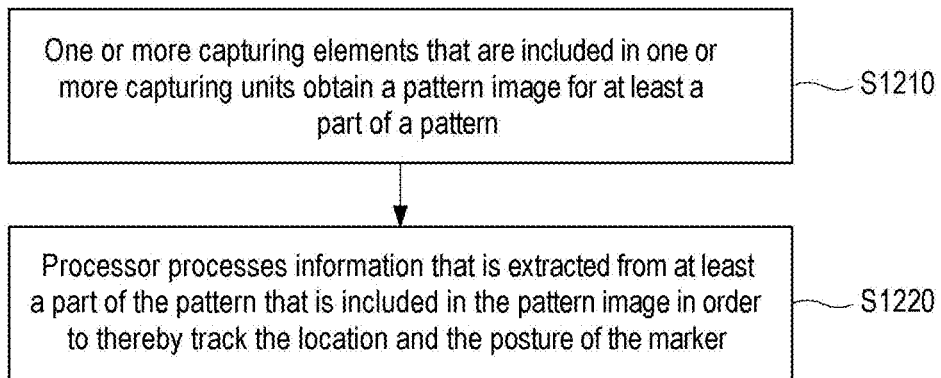 One or more capturing elements that are included in one or
more capturing units obtain a pattern image for at least a
part of a pattern
S1210
Processor processes information that is extracted from at least
a part of the pattern that is included in the pattern image in order
to thereby track the location and the posture of the marker
S1220